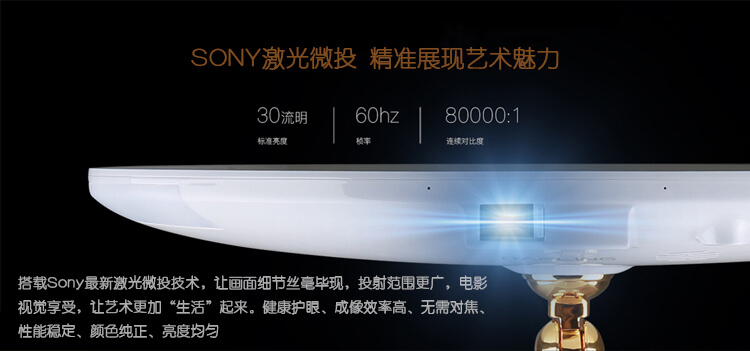 SONY激光微投 精准展现艺术魅力
30流明 60hz 80000:1
标准亮度 帧率 连续对比度
搭载Sony最新激光微投技术，让画面细节丝毫毕现，投射范围更广，电影
视觉享受，让艺术更加“生活”起来。健康护眼、成像效率高、无需对焦、
性能稳定、颜色纯正、亮度均匀